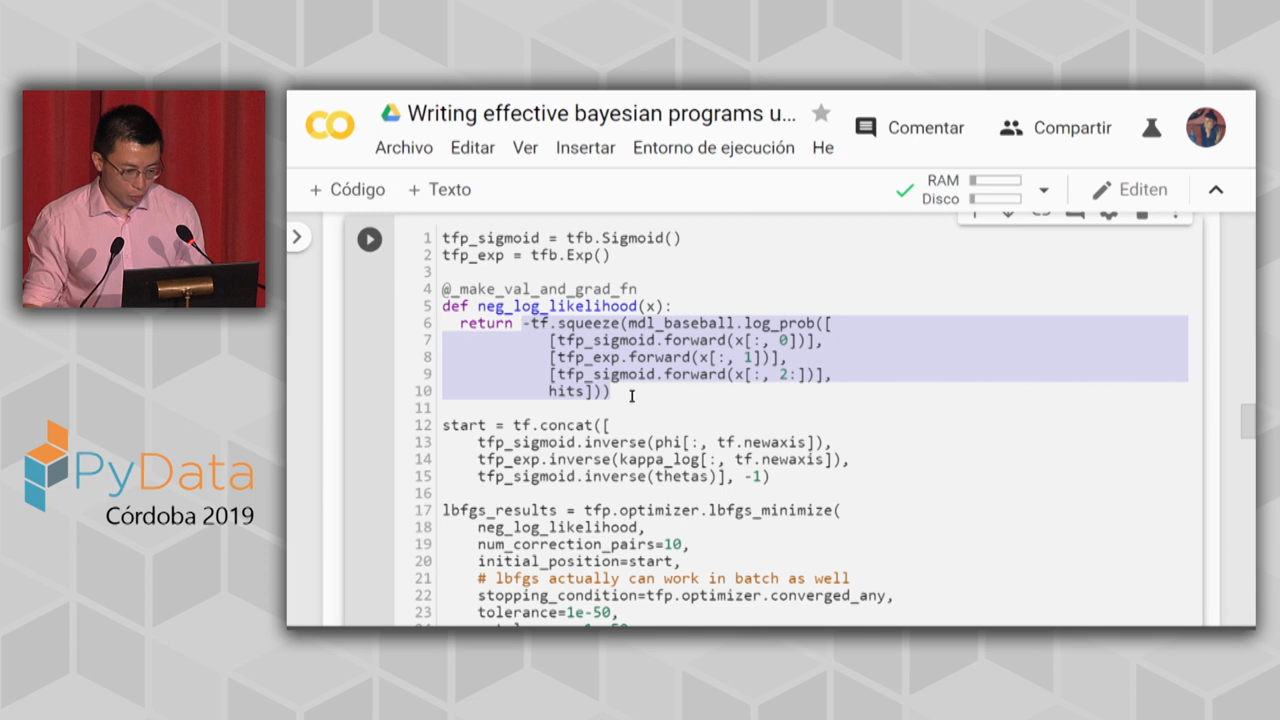 CO
Writing effective bayesian programs u...
Comentar
Compartir
Archivo Editar Ver Insertar Entorno de ejecución He
+ Código + Texto
RAM
Disco
Editen
1 tfp_sigmoid = tfb.Sigmoid()
2 tfp_exp = tfb.Exp()
3
4 @_make_val_and_grad_fn
5 def neg_log_likelihood(x):
6 return -tf.squeeze(mdl_baseball.log_prob([
7 [tfp_sigmoid.forward(x[:, 0])],
8 [tfp_exp.forward(x[:, 1])],
9 [tfp_sigmoid.forward(x[:, 2:])],
10 hits]))
11
12 start = tf.concat([
13 tfp_sigmoid.inverse(phi[:, tf.newaxis]),
14 tfp_exp.inverse(kappa_log[:, tf.newaxis]),
15 tfp_sigmoid.inverse(thetas)], -1)
16
17 lbfgs_results = tfp.optimizer.lbfgs_minimize(
18 neg_log_likelihood,
19 num_correction_pairs=10,
20 initial_position=start,
21 # lbfgs actually can work in batch as well
22 stopping_condition=tfp.optimizer.converged_any,
23 tolerance=1e-50,
PyData
Córdoba 2019